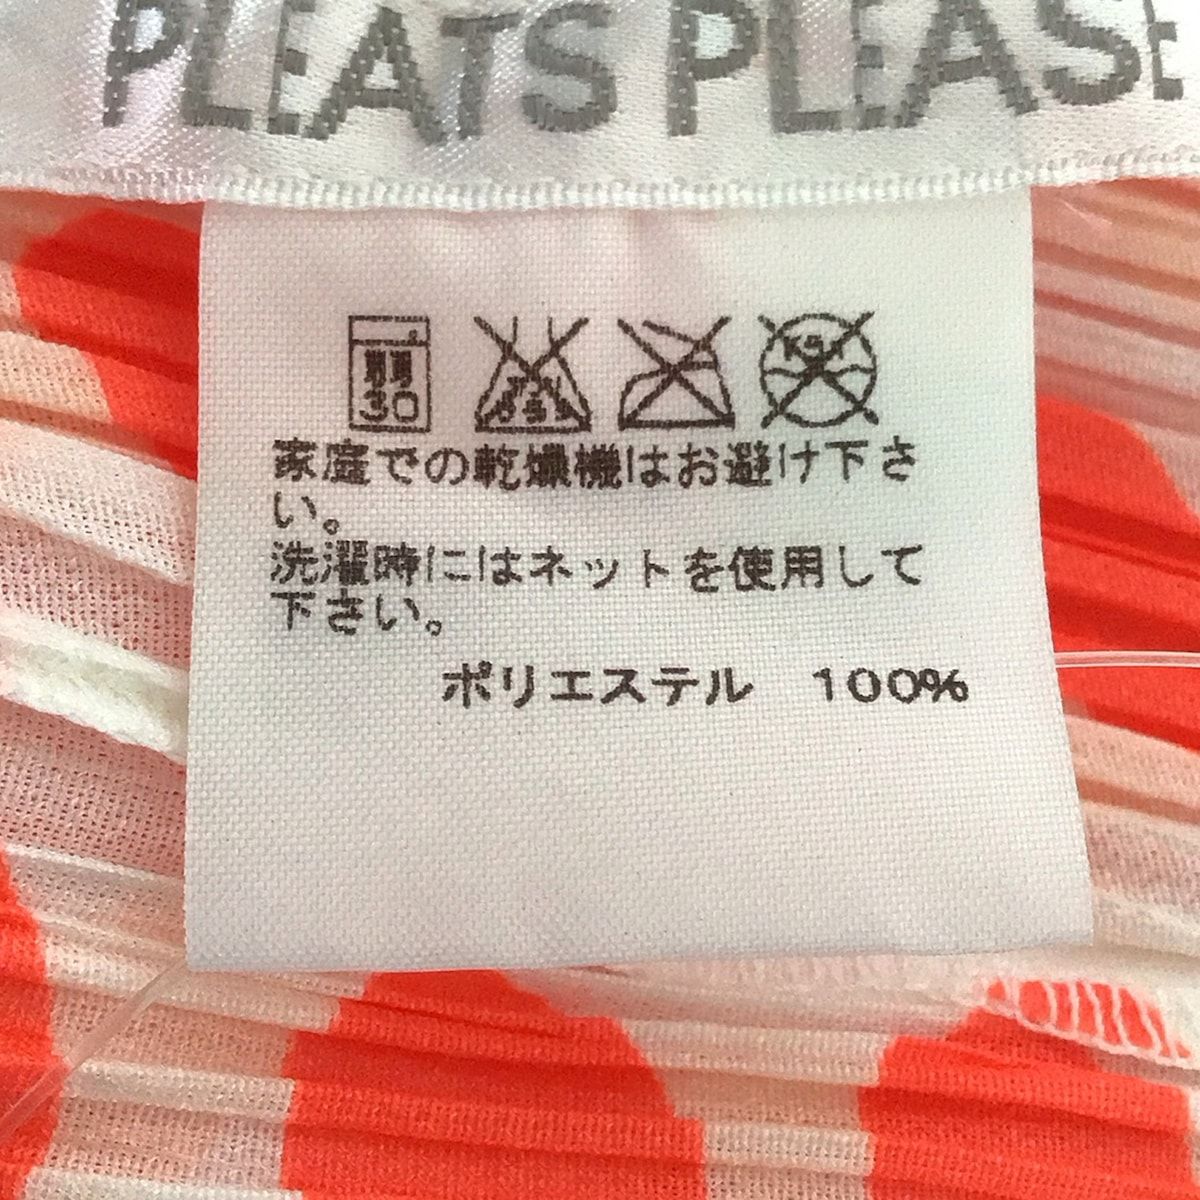 PLEATS PLEASE
弱
30
家庭での乾燥機はお避け下さ
い。
洗濯時にはネットを使用して
下さい。
ポリエステル 100%